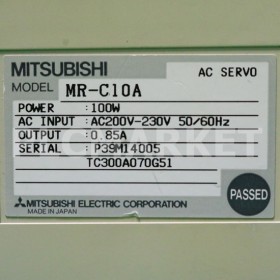 MITSUBISHI AC SERVO
MODEL MR-C10A
POWER : 100W
AC INPUT : AC200V-230V 50/60Hz
OUTPUT : 0.85A
SERIAL : P39M14005
TC300A070G51
MITSUBISHI ELECTRIC CORPORATION
MADE IN JAPAN
PASSED